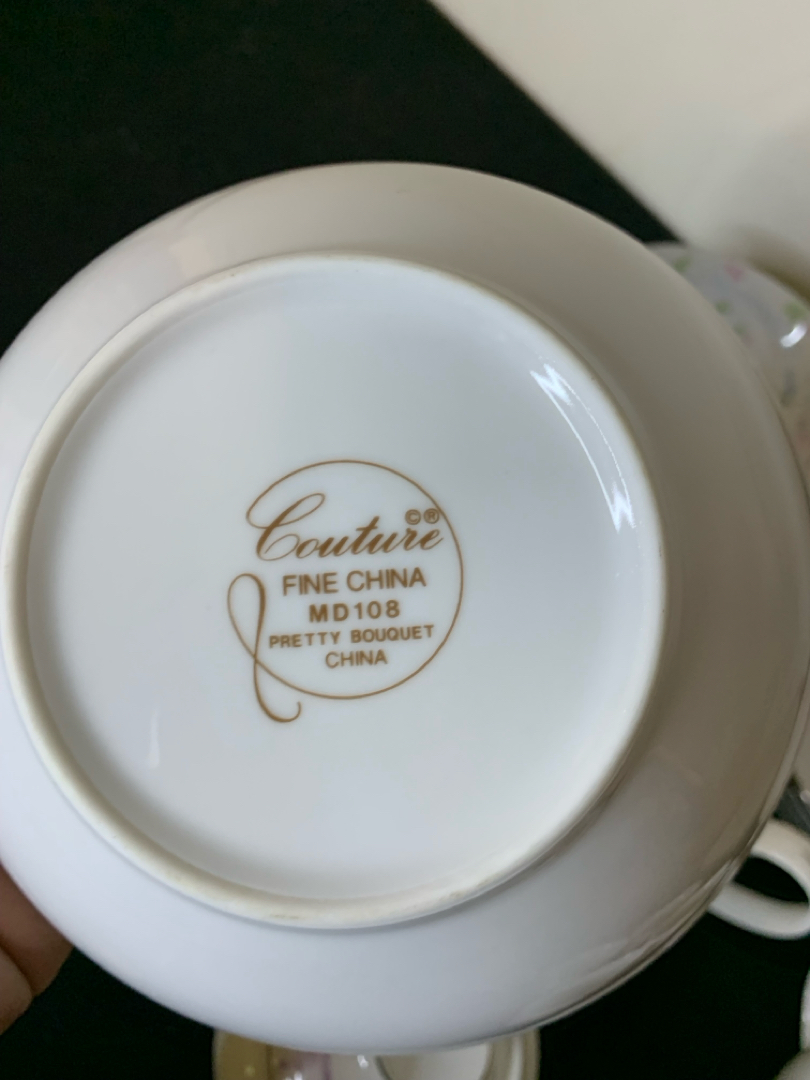 Couture ©®
FINE CHINA
MD108
PRETTY BOUQUET
CHINA